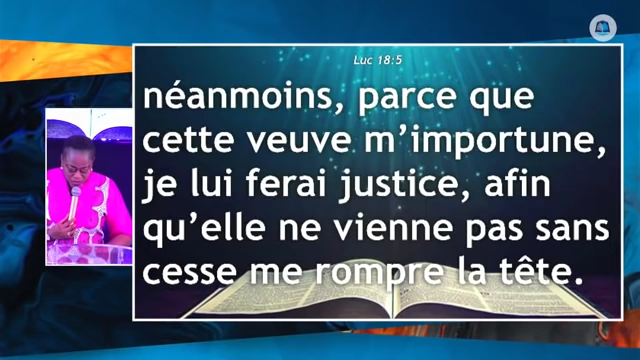 Luc 18:5
néanmoins, parce que
cette veuve m’importune,
je lui ferai justice, afin
qu’elle ne vienne pas sans
cesse me rompre la tête.